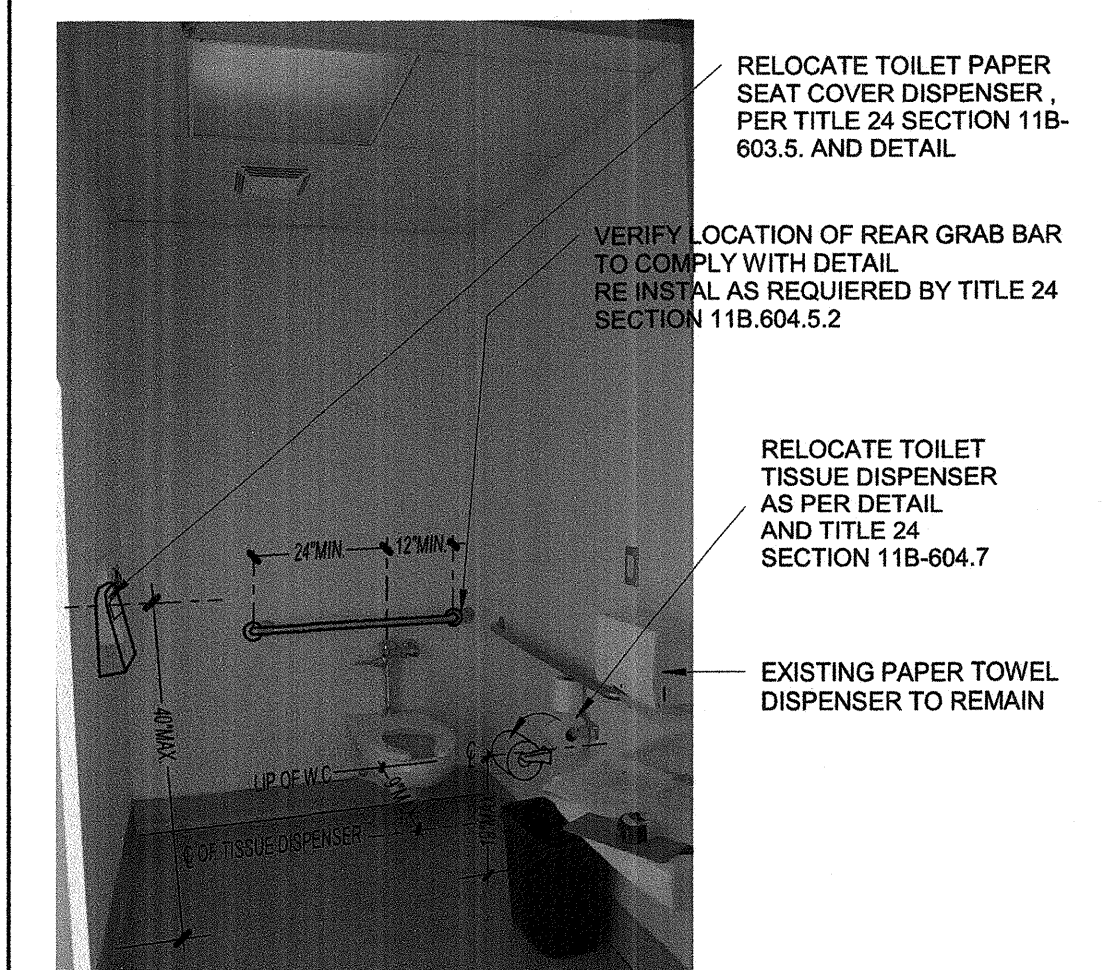 RELOCATE TOILET PAPER
SEAT COVER DISPENSER ,
PER TITLE 24 SECTION 11B-
603.5. AND DETAIL
VERIFY LOCATION OF REAR GRAB BAR
TO COMPLY WITH DETAIL
RE INSTAL AS REQUIERED BY TITLE 24
SECTION 11B.604.5.2
RELOCATE TOILET
TISSUE DISPENSER
AS PER DETAIL
AND TITLE 24
SECTION 11B-604.7
24"MIN
12"MIN.
EXISTING PAPER TOWEL
DISPENSER TO REMAIN
40"MAX
LIP OF W.C
9"MAX
℄
℄ OF TISSUE DISPENSER